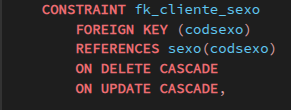 CONSTRAINT fk_cliente_sexo
FOREIGN KEY (codsexo)
REFERENCES sexo(codsexo)
ON DELETE CASCADE
ON UPDATE CASCADE,